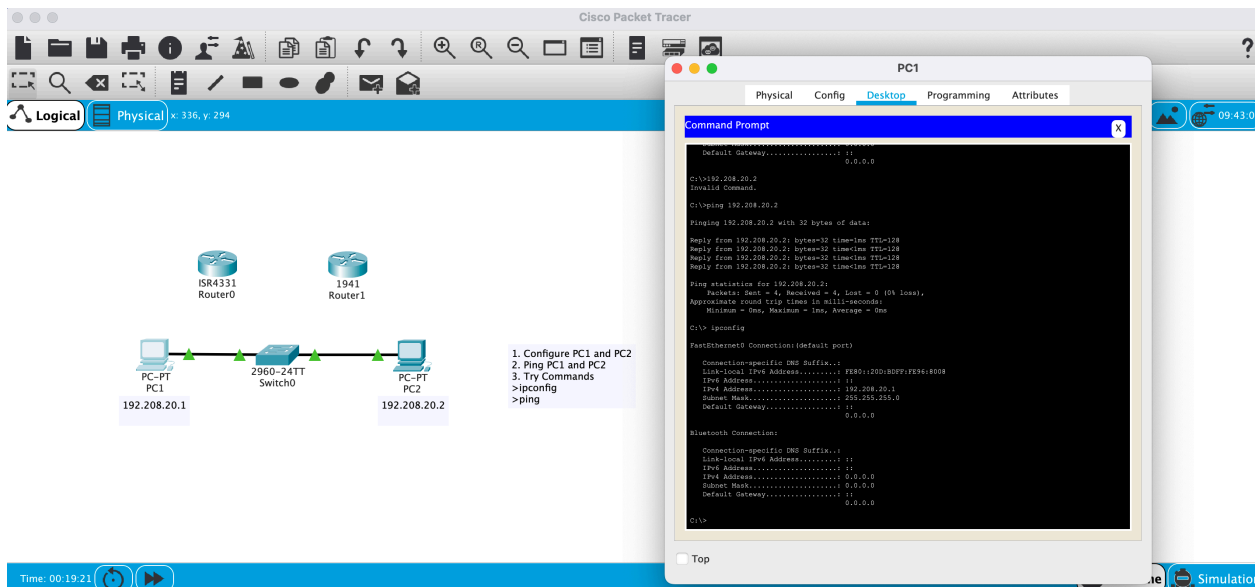 Cisco Packet Tracer
Logical
Physical
x: 336, y: 294
09:43:0
ISR4331
Router0
1941
Router1
PC-PT
PC1
192.208.20.1
2960-24TT
Switch0
PC-PT
PC2
192.208.20.2
1. Configure PC1 and PC2
2. Ping PC1 and PC2
3. Try Commands
>ipconfig
>ping
PC1
Physical Config Desktop Programming Attributes
Command Prompt
X
Default Gateway.................: ::
0.0.0.0
C:\>192.208.20.2
Invalid Command.
C:\>ping 192.208.20.2
Pinging 192.208.20.2 with 32 bytes of data:
Reply from 192.208.20.2: bytes=32 time=1ms TTL=128
Reply from 192.208.20.2: bytes=32 time<1ms TTL=128
Reply from 192.208.20.2: bytes=32 time<1ms TTL=128
Reply from 192.208.20.2: bytes=32 time<1ms TTL=128
Ping statistics for 192.208.20.2:
Packets: Sent = 4, Received = 4, Lost = 0 (0% loss),
Approximate round trip times in milli-seconds:
Minimum = 0ms, Maximum = 1ms, Average = 0ms
C:\> ipconfig
FastEthernet0 Connection:(default port)
Connection-specific DNS Suffix..:
Link-local IPv6 Address.........: FE80::20D:BDFF:FE96:8008
IPv6 Address....................: ::
IPv4 Address....................: 192.208.20.1
Subnet Mask.....................: 255.255.255.0
Default Gateway.................: ::
0.0.0.0
Bluetooth Connection:
Connection-specific DNS Suffix..:
Link-local IPv6 Address.........: ::
IPv6 Address....................: ::
IPv4 Address....................: 0.0.0.0
Subnet Mask.....................: 0.0.0.0
Default Gateway.................: ::
0.0.0.0
C:\>
Top
Time: 00:19:21
ne
Simulatio